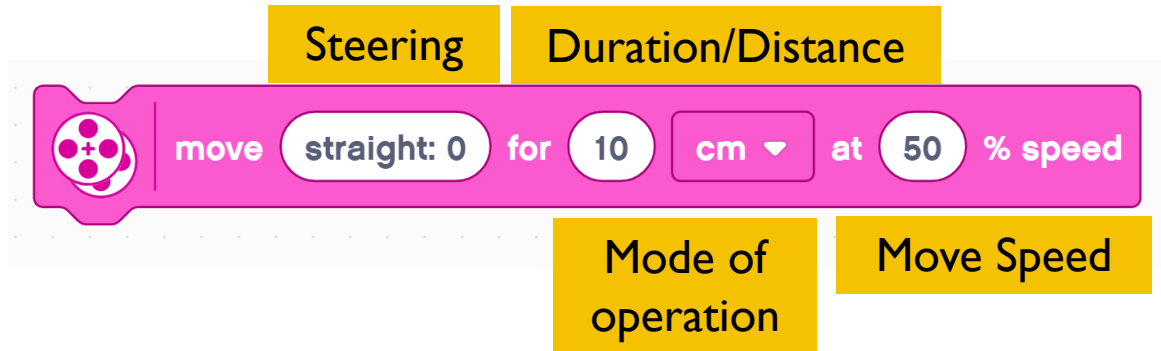 Steering Duration/Distance
move straight: 0 for 10 cm at 50 % speed
Mode of
operation
Move Speed